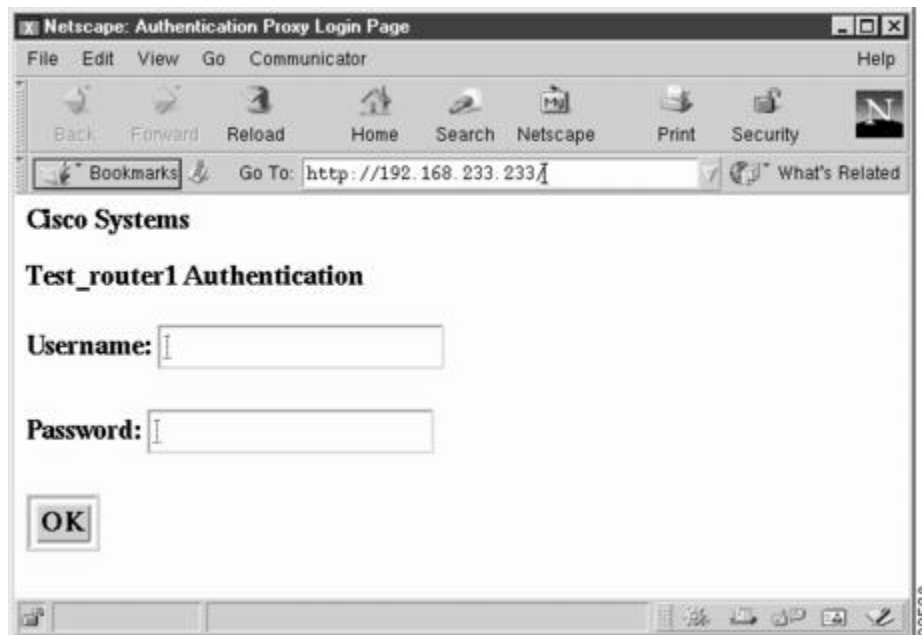 Netscape: Authentication Proxy Login Page
File Edit View Go Communicator Help
Back Forward Reload Home Search Netscape Print Security
My
N
Bookmarks Go To: http://192.168.233.233/ What's Related
Cisco Systems
Test_router1 Authentication
Username:
Password:
OK